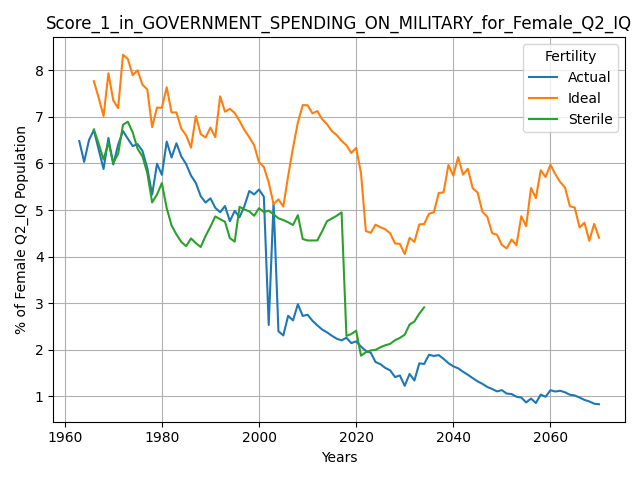 Score_1_in_GOVERNMENT_SPENDING_ON_MILITARY_for_Female_Q2_IQ
Fertility
Actual
Ideal
Sterile
% of Female Q2_IQ Population
8
7
6
5
4
3
2
1
1960
1980
2000
2020
2040
2060
Years